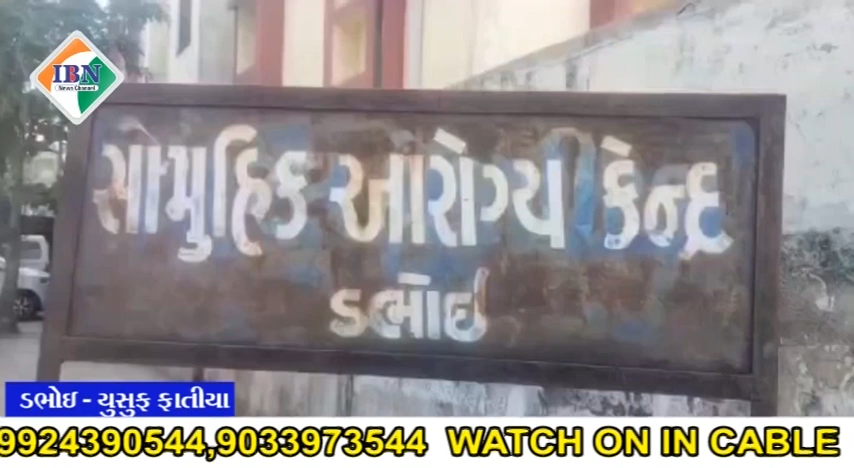 IBN
News Channel
સામુહિક આરોગ્ય કેન્દ્ર
ડભોઇ
ડભોઇ - યુસુફ ફાતીયા
9924390544,9033973544 WATCH ON IN CABLE